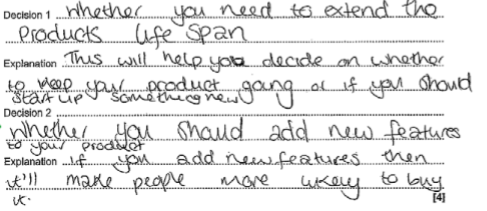 Decision 1 Whether you need to extend the
Products life span
Explanation This will help you decide on whether
to keep your product going or if you should
start up something new
Decision 2
Whether you should add new features
to your product
Explanation If you add new features then
it'll make people more likely to buy
it. [4]